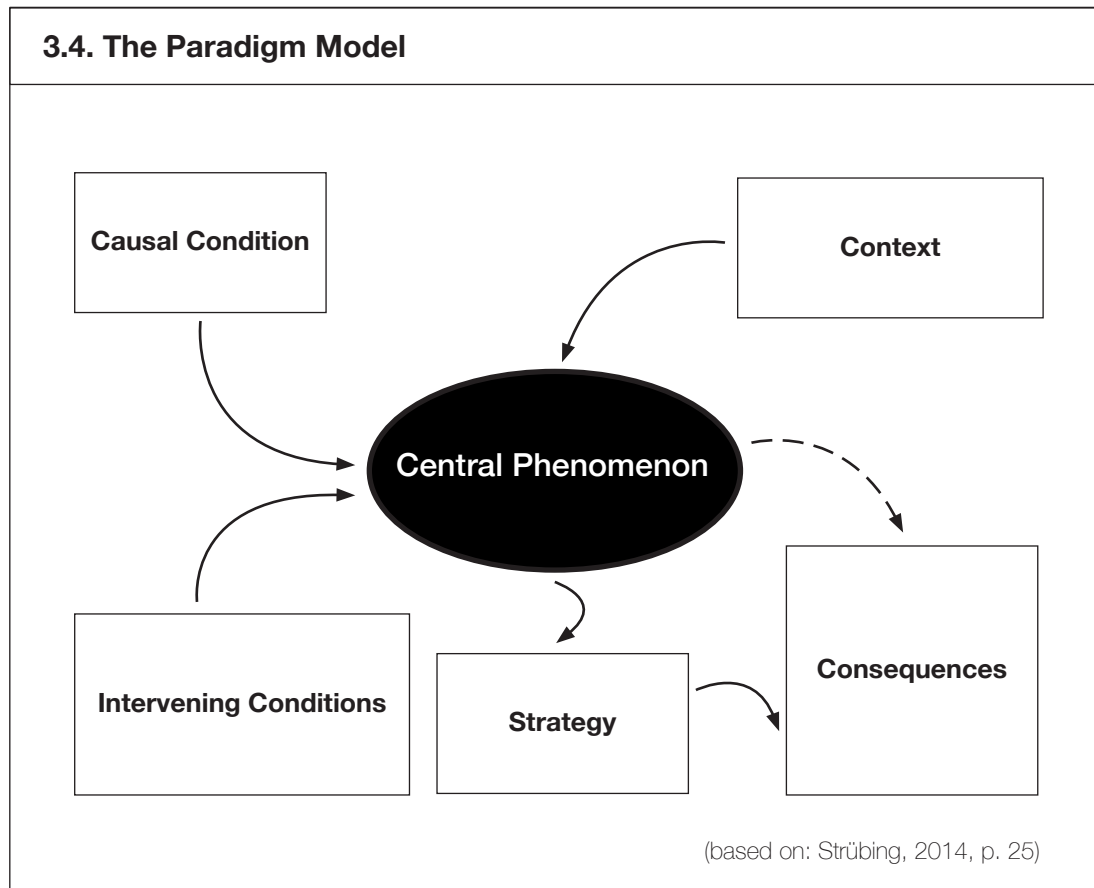 3.4. The Paradigm Model
Causal Condition
Context
Central Phenomenon
Intervening Conditions
Strategy
Consequences
(based on: Strübing, 2014, p. 25)